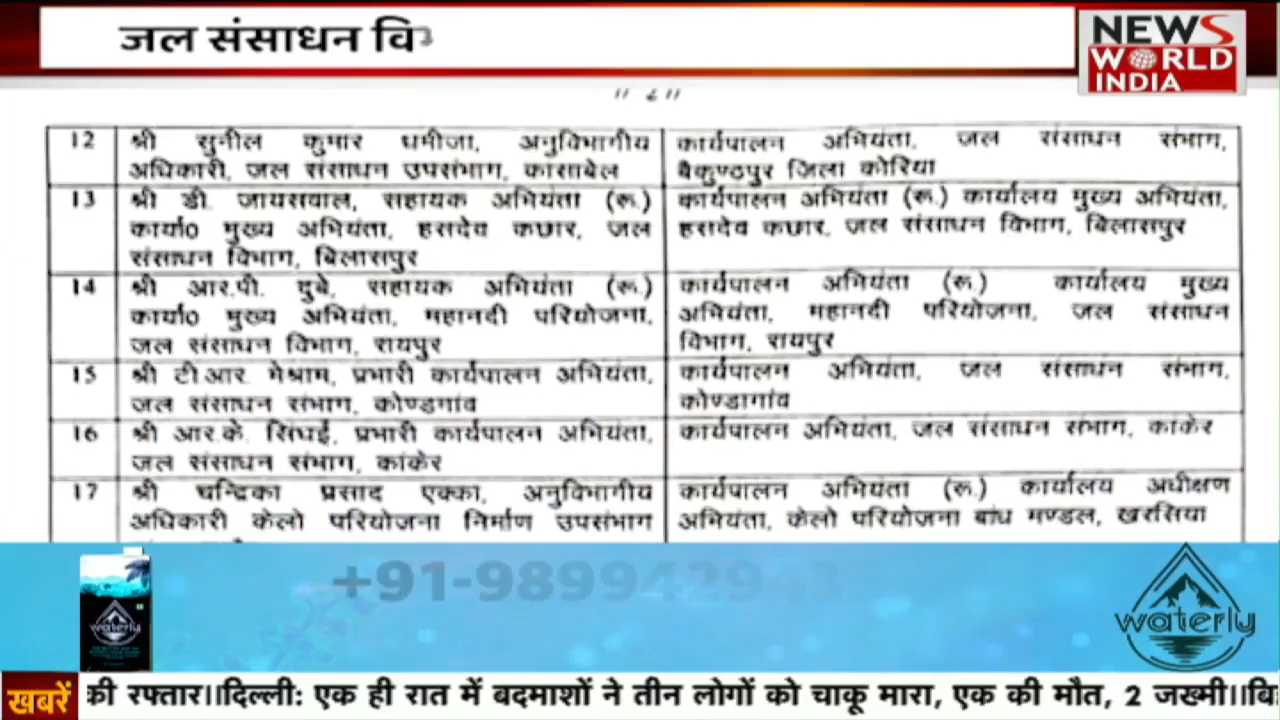 जल संसाधन वि
NEWS
WORLD
INDIA
12 श्री सुनील कुमार धमीजा, अनुविभागीय
अधिकारी, जल संसाधन उपसंभाग, कासाबेल
कार्यपालन अभियंता, जल संसाधन संभाग,
बैकुण्ठपुर जिला कोरिया
13 श्री डी. जायसवाल, सहायक अभियंता (रू.)
कार्या0 मुख्य अभियंता, हसदेव कछार, जल
संसाधन विभाग, बिलासपुर
कार्यपालन अभियंता (रू.) कार्यालय मुख्य अभियंता,
हसदेव कछार, जल संसाधन विभाग, बिलासपुर
14 श्री आर.पी. दुबे, सहायक अभियंता (रू.)
कार्या0 मुख्य अभियंता, महानदी परियोजना,
जल संसाधन विभाग, रायपुर
कार्यपालन अभियंता (रू.) कार्यालय मुख्य
अभियंता, महानदी परियोजना, जल संसाधन
विभाग, रायपुर
15 श्री टी.आर. मेश्राम, प्रभारी कार्यपालन अभियंता,
जल संसाधन संभाग, कोण्डगांव
कार्यपालन अभियंता, जल संसाधन संभाग,
कोण्डागांव
16 श्री आर.के. सिंघई, प्रभारी कार्यपालन अभियंता,
जल संसाधन संभाग, कांकेर
कार्यपालन अभियंता, जल संसाधन संभाग, कांकेर
17 श्री चन्द्रिका प्रसाद एक्का, अनुविभागीय
अधिकारी केलो परियोजना निर्माण उपसंभाग
कार्यपालन अभियंता (रू.) कार्यालय अधीक्षण
अभियंता, केलो परियोजना बांध मण्डल, खरसिया
+91-9899429423
waterly
waterly
खबरें
की रफ्तार||दिल्ली: एक ही रात में बदमाशों ने तीन लोगों को चाकू मारा, एक की मौत, 2 जख्मी||बि